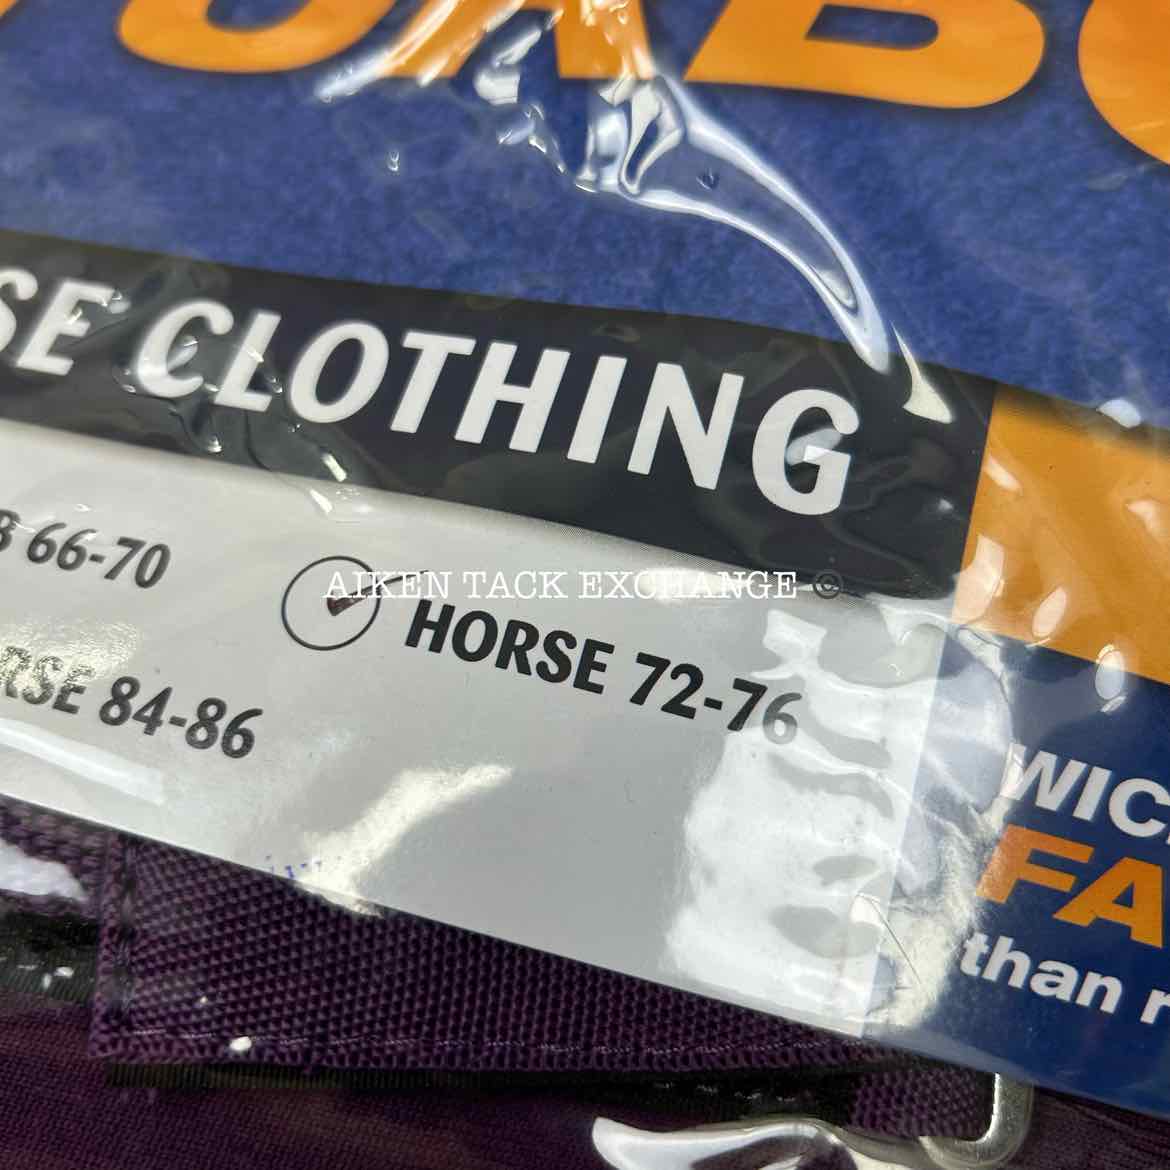 SE CLOTHING
B 66-70
AIKEN TACK EXCHANGE ©
HORSE 72-76
RSE 84-86
WIC
FA
than